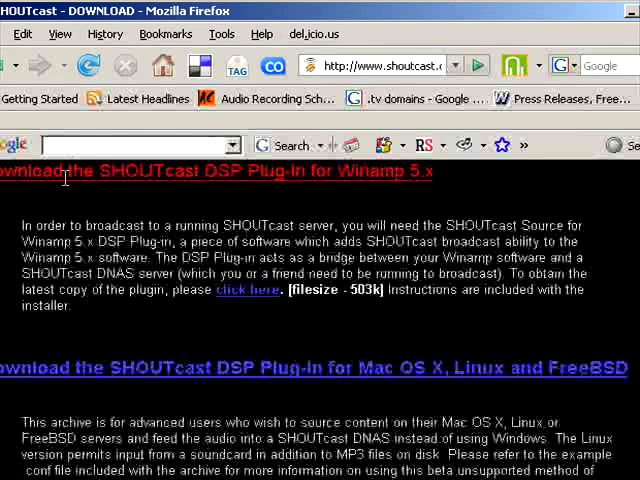 HOUTcast - DOWNLOAD - Mozilla Firefox
Edit View History Bookmarks Tools Help del.icio.us
TAG CO http://www.shoutcast.c G Google
Getting Started Latest Headlines Audio Recording Sch... G .tv domains - Google ... W Press Releases, Free...
ogle G Search RS »
ownload the SHOUTcast DSP Plug-In for Winamp 5.x
In order to broadcast to a running SHOUTcast server, you will need the SHOUTcast Source for
Winamp 5.x DSP Plug-in, a piece of software which adds SHOUTcast broadcast ability to the
Winamp 5.x software. The DSP Plug-in acts as a bridge between your Winamp software and a
SHOUTcast DNAS server (which you or a friend need to be running to broadcast). To obtain the
latest copy of the plugin, please click here. [filesize - 503k] Instructions are included with the
installer.
ownload the SHOUTcast DSP Plug-In for Mac OS X, Linux and FreeBSD
This archive is for advanced users who wish to source content on their Mac OS X, Linux or
FreeBSD servers and feed the audio into a SHOUTcast DNAS instead of using Windows. The Linux
version permits input from a soundcard in addition to MP3 files on disk. Please refer to the example
conf file included with the archive for more information on using this beta unsupported method of